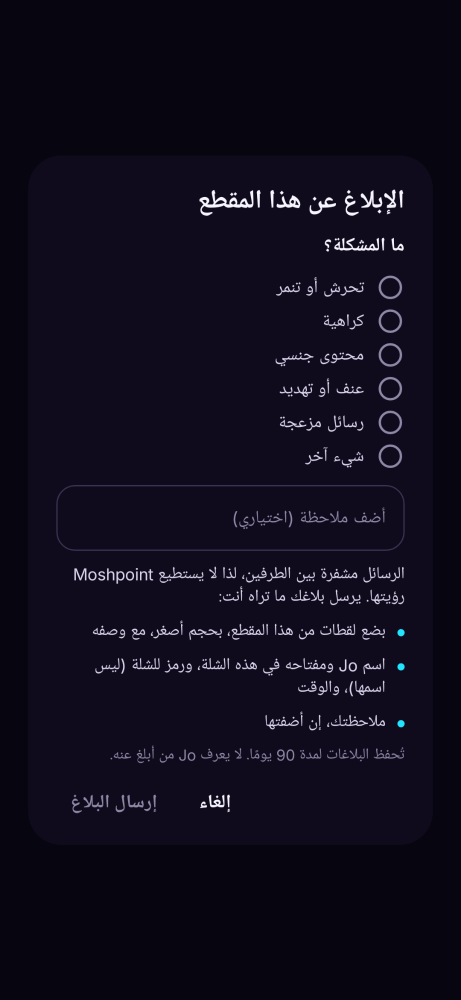 الإبلاغ عن هذا المقطع
ما المشكلة؟
تحرش أو تنمر
كراهية
محتوى جنسي
عنف أو تهديد
رسائل مزعجة
شيء آخر
أضف ملاحظة (اختياري)
الرسائل مشفرة بين الطرفين، لذا لا يستطيع Moshpoint
رؤيتها. يرسل بلاغك ما تراه أنت:
بضع لقطات من هذا المقطع، بحجم أصغر، مع وصفه
اسم Jo ومفتاحه في هذه الشلة، ورمز للشلة (ليس
اسمها)، والوقت
ملاحظتك، إن أضفتها
تُحفظ البلاغات لمدة 90 يومًا. لا يعرف Jo من أبلغ عنه.
إلغاء
إرسال البلاغ